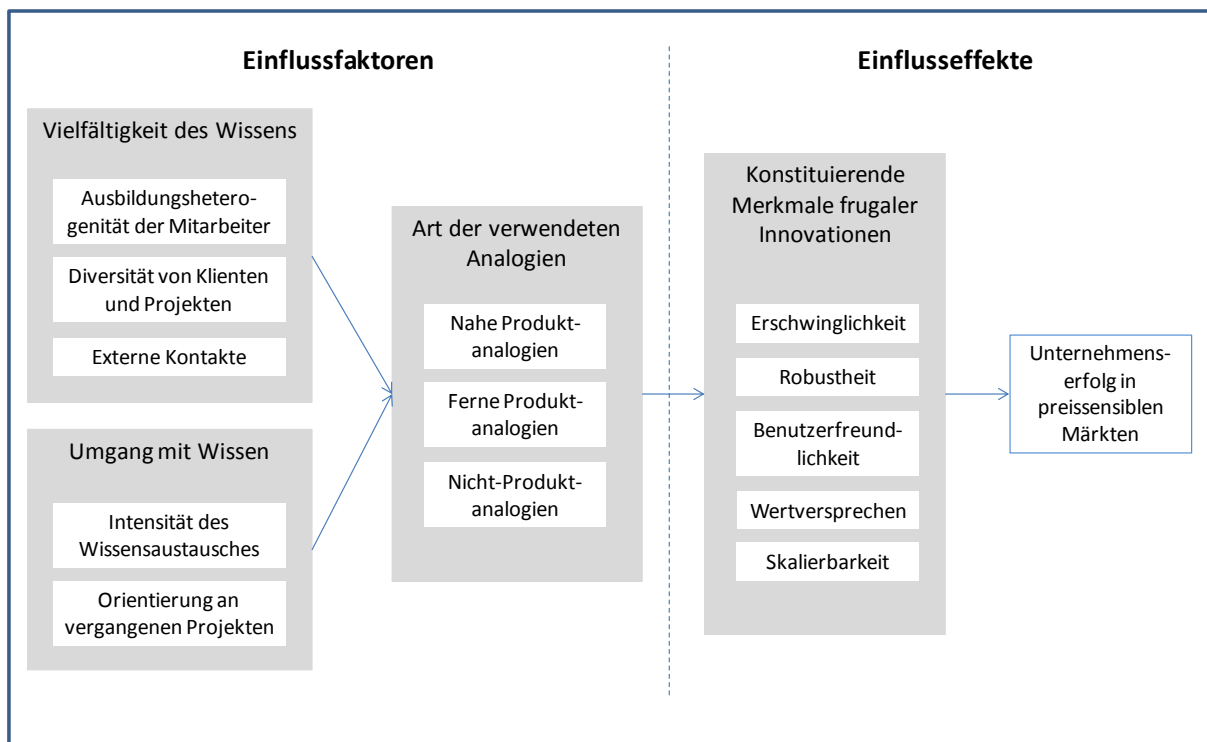 Einflussfaktoren
Vielfältigkeit des Wissens
Ausbildungshetero-
genität der Mitarbeiter
Diversität von Klienten
und Projekten
Externe Kontakte
Umgang mit Wissen
Intensität des
Wissensaustausches
Orientierung an
vergangenen Projekten
Art der verwendeten
Analogien
Nahe Produkt-
analogien
Ferne Produkt-
analogien
Nicht-Produkt-
analogien
Einflusseffekte
Konstituierende
Merkmale frugaler
Innovationen
Erschwinglichkeit
Robustheit
Benutzerfreund-
lichkeit
Wertversprechen
Skalierbarkeit
Unternehmens-
erfolg in
preissensiblen
Märkten